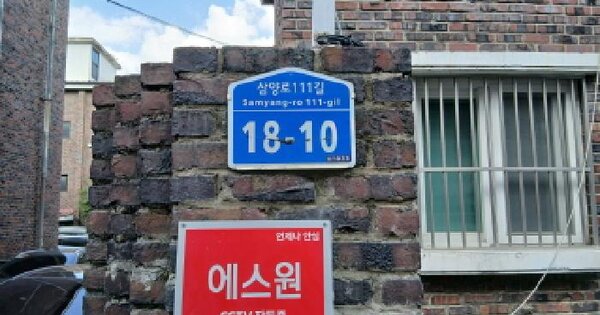 삼양로111길
Samyang-ro 111-gil
18-10
언제나 안심
에스원